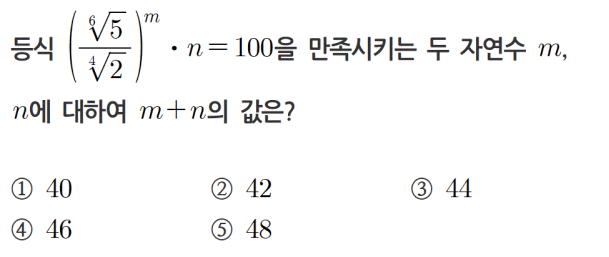 등식 $\left(\dfrac{\sqrt[6]{5}}{\sqrt[4]{2}}\right)^m \cdot n = 100$을 만족시키는 두 자연수 $m$,
$n$에 대하여 $m+n$의 값은?
① 40 ② 42 ③ 44
④ 46 ⑤ 48